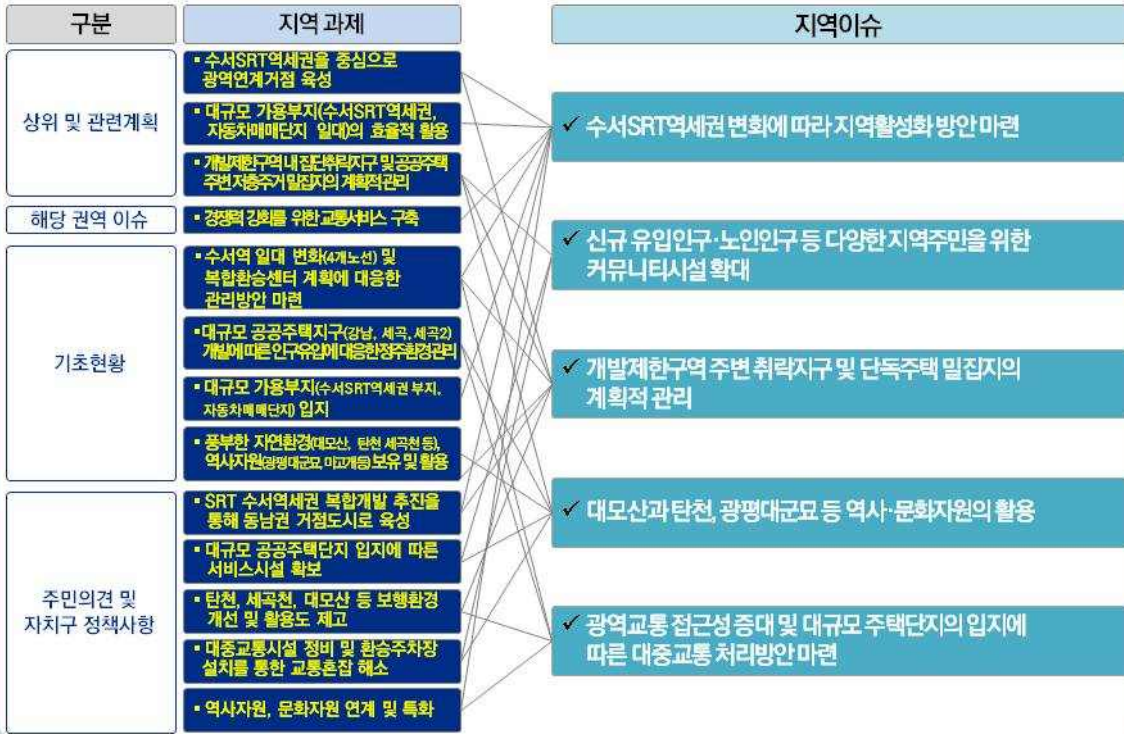 구분
지역 과제
지역이슈
상위 및 관련계획
▪ 수서SRT역세권을 중심으로
광역연계거점 육성
▪ 대규모 가용부지(수서SRT역세권,
자동차매매단지 일대)의 효율적 활용
▪ 개발제한구역 내 집단취락지구 및 공공주택
주변 저층주거 밀집지의 계획적관리
해당 권역 이슈
▪ 경쟁력 강화를 위한 교통서비스 구축
기초현황
▪ 수서역 일대 변화(4개노선) 및
복합환승센터 계획에 대응한
관리방안 마련
▪ 대규모 공공주택지구(강남, 세곡, 세곡2)
개발에 따른 인구유입에 대응한 정주환경관리
▪ 대규모 가용부지(수서SRT역세권 부지,
자동차매매단지) 입지
▪ 풍부한 자연환경(대모산, 탄천 세곡천 등),
역사자원(광평대군묘, 마고개등) 보유 및 활용
주민의견 및
자치구 정책사항
▪ SRT 수서역세권 복합개발 추진을
통해 동남권 거점도시로 육성
▪ 대규모 공공주택단지 입지에 따른
서비스시설 확보
▪ 탄천, 세곡천, 대모산 등 보행환경
개선 및 활용도 제고
▪ 대중교통시설 정비 및 환승주차장
설치를 통한 교통혼잡 해소
▪ 역사자원, 문화자원 연계 및 특화
✓ 수서SRT역세권 변화에 따라 지역활성화 방안 마련
✓ 신규 유입인구·노인인구 등 다양한 지역주민을 위한
커뮤니티시설 확대
✓ 개발제한구역 주변 취락지구 및 단독주택 밀집지의
계획적 관리
✓ 대모산과 탄천, 광평대군묘 등 역사·문화자원의 활용
✓ 광역교통 접근성 증대 및 대규모 주택단지의 입지에
따른 대중교통 처리방안 마련